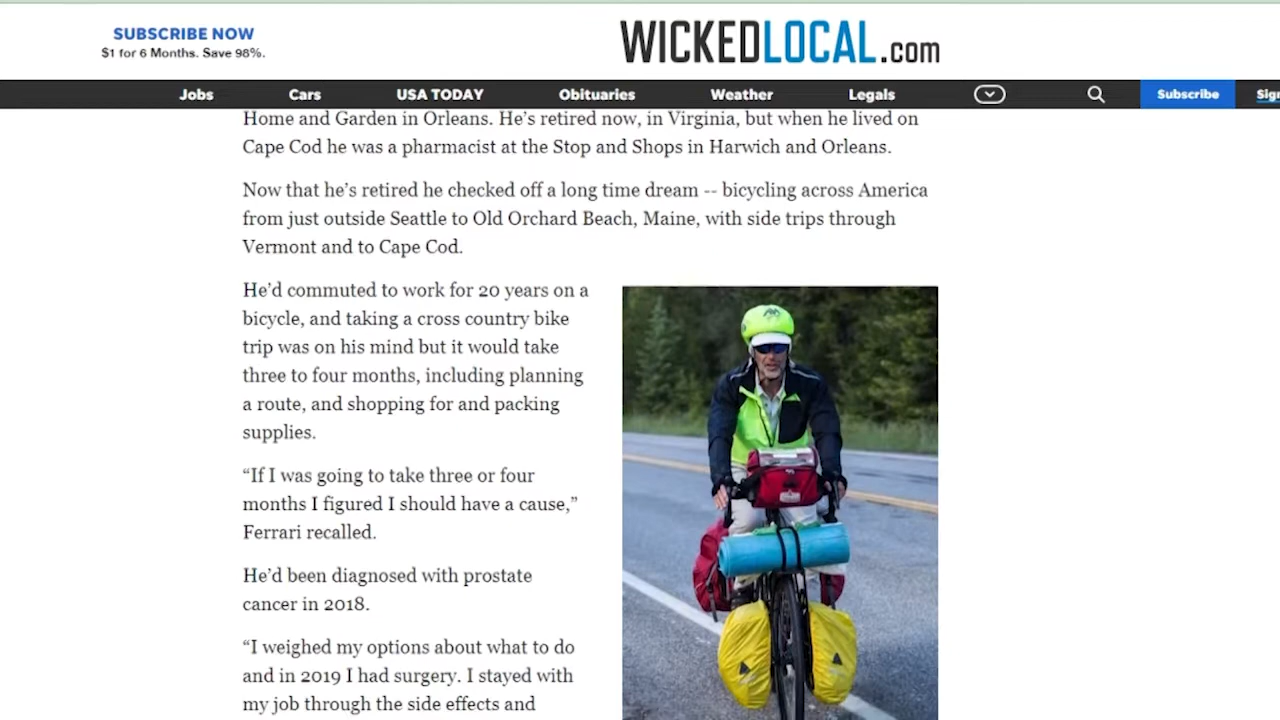 SUBSCRIBE NOW
$1 for 6 Months. Save 98%.
WICKEDLOCAL.com
Jobs
Cars
USA TODAY
Obituaries
Weather
Legals
Subscribe
Home and Garden in Orleans. He’s retired now, in Virginia, but when he lived on
Cape Cod he was a pharmacist at the Stop and Shops in Harwich and Orleans.
Now that he’s retired he checked off a long time dream -- bicycling across America
from just outside Seattle to Old Orchard Beach, Maine, with side trips through
Vermont and to Cape Cod.
He’d commuted to work for 20 years on a
bicycle, and taking a cross country bike
trip was on his mind but it would take
three to four months, including planning
a route, and shopping for and packing
supplies.
“If I was going to take three or four
months I figured I should have a cause,”
Ferrari recalled.
He’d been diagnosed with prostate
cancer in 2018.
“I weighed my options about what to do
and in 2019 I had surgery. I stayed with
my job through the side effects and